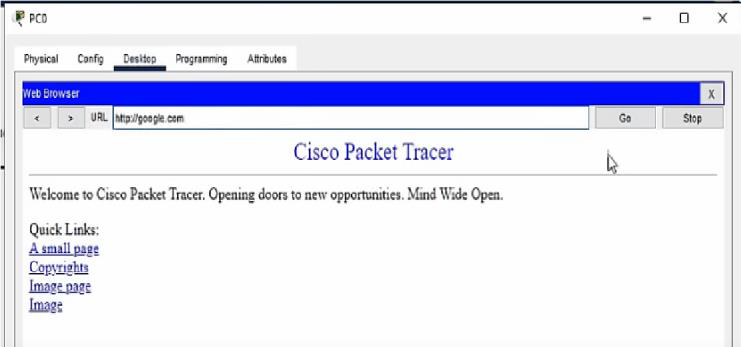 PC0
Physical Config Desktop Programming Attributes
Web Browser X
< > URL http://google.com Go Stop
Cisco Packet Tracer
Welcome to Cisco Packet Tracer. Opening doors to new opportunities. Mind Wide Open.
Quick Links:
A small page
Copyrights
Image page
Image